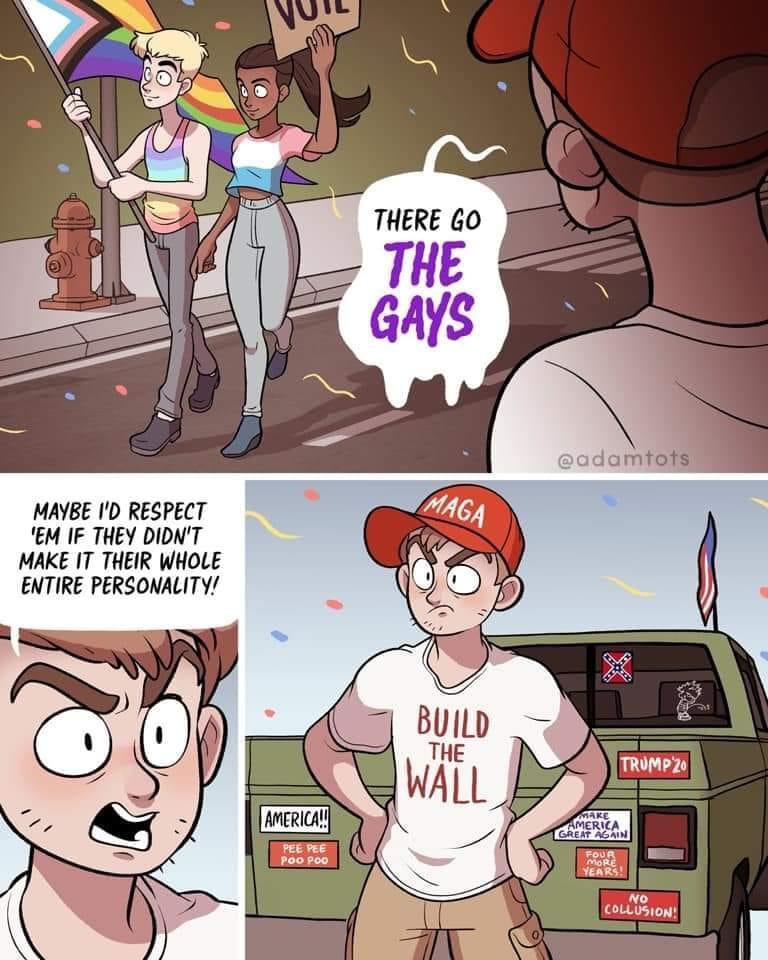 VOTE
THERE GO
THE
GAYS
@adamtots
MAYBE I'D RESPECT
'EM IF THEY DIDN'T
MAKE IT THEIR WHOLE
ENTIRE PERSONALITY!
MAGA
BUILD
THE
WALL
TRUMP'20
AMERICA!!
PEE PEE
POO POO
MAKE
AMERICA
GREAT AGAIN
FOUR
MORE
YEARS!
NO
COLLUSION!